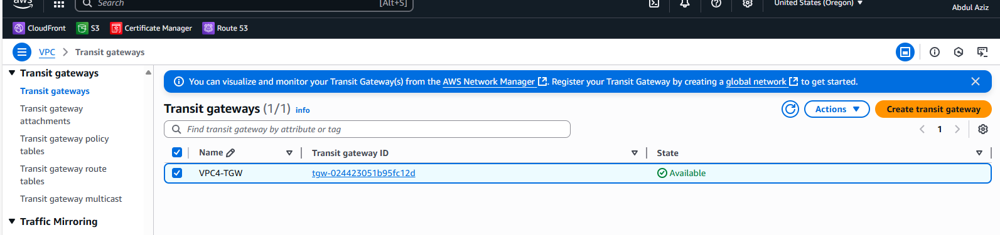 aws
Search
[Alt+S]
United States (Oregon)
Abdul Aziz
CloudFront
S3
Certificate Manager
Route 53
VPC
Transit gateways
Transit gateways
Transit gateways
Transit gateway
attachments
Transit gateway policy
tables
Transit gateway route
tables
Transit gateway multicast
Traffic Mirroring
You can visualize and monitor your Transit Gateway(s) from the AWS Network Manager. Register your Transit Gateway by creating a global network to get started.
Transit gateways (1/1) info
Actions
Create transit gateway
Find transit gateway by attribute or tag
1
Name
Transit gateway ID
State
VPC4-TGW
tgw-024423051b95fc12d
Available